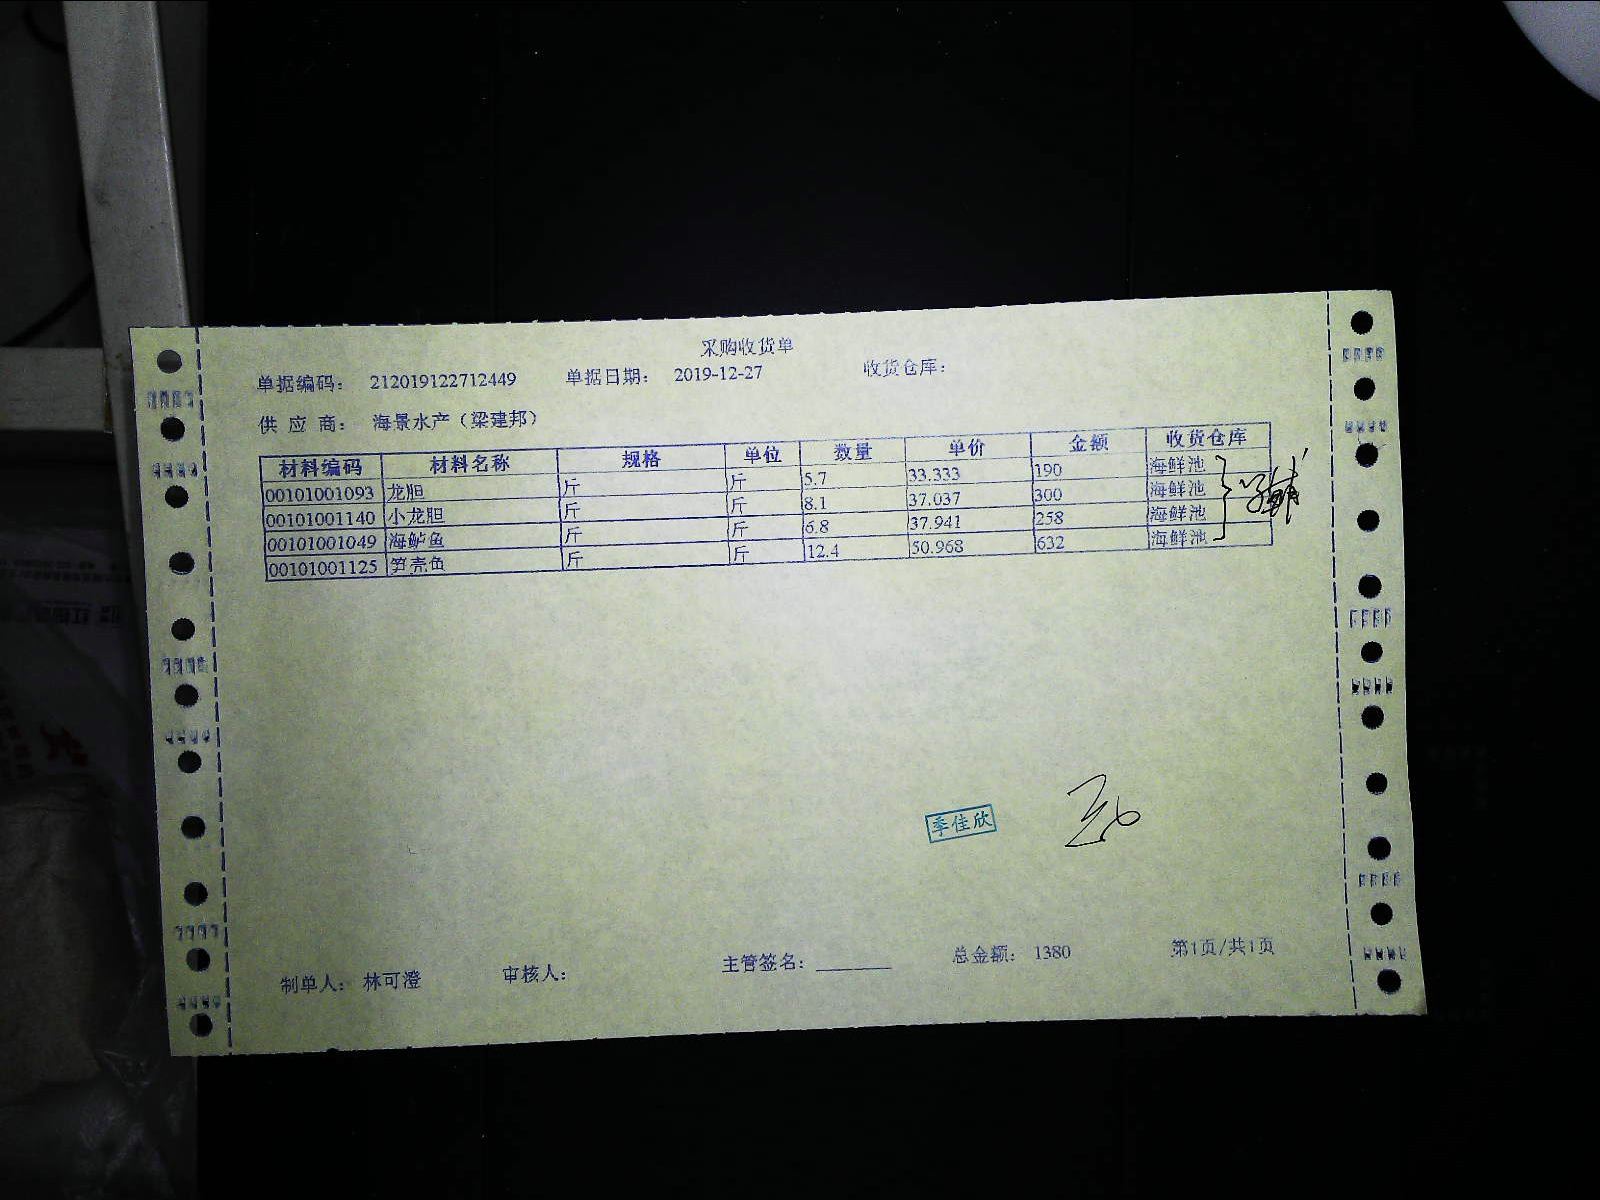 采购收货单
单据编码： 212019122712449 单据日期： 2019-12-27 收货仓库：
供 应 商： 海景水产（梁建邦）
材料编码 材料名称 规格 单位 数量 单价 金额 收货仓库
00101001093 龙胆 斤 斤 5.7 33.333 190 海鲜池
00101001140 小龙胆 斤 斤 8.1 37.037 300 海鲜池
00101001049 海鲈鱼 斤 斤 6.8 37.941 258 海鲜池
00101001125 笋壳鱼 斤 斤 12.4 50.968 632 海鲜池
季佳欣
制单人： 林可澄 审核人： 主管签名：________ 总金额： 1380 第1页/共1页